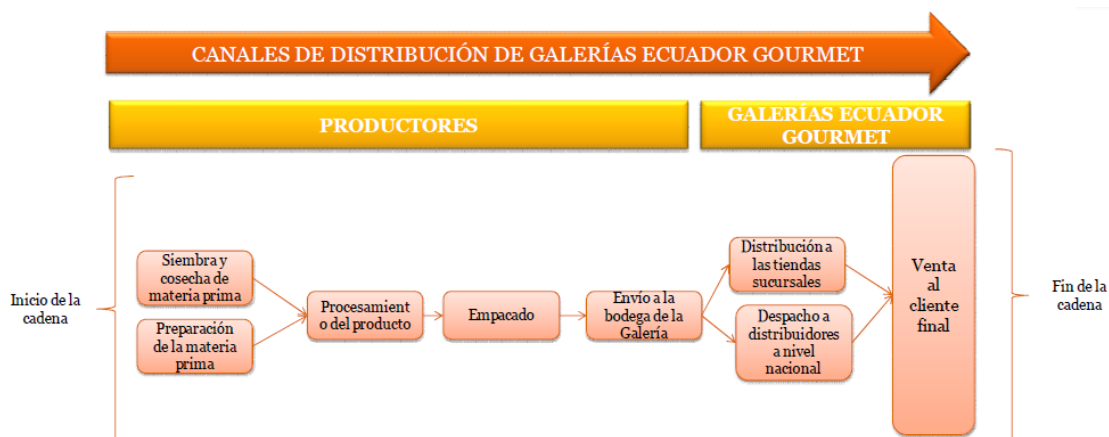 CANALES DE DISTRIBUCIÓN DE GALERÍAS ECUADOR GOURMET
PRODUCTORES
GALERÍAS ECUADOR
GOURMET
Inicio de la
cadena
Siembra y
cosecha de
materia prima
Preparación
de la materia
prima
Procesamient
o del producto
Empacado
Envío a la
bodega de la
Galería
Distribución a
las tiendas
sucursales
Despacho a
distribuidores
a nivel
nacional
Venta
al
cliente
final
Fin de la
cadena